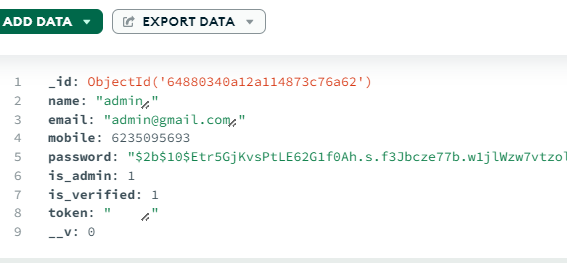 ADD DATA
EXPORT DATA
1 _id: ObjectId('64880340a12a114873c76a62')
2 name: "admin"
3 email: "admin@gmail.com"
4 mobile: 6235095693
5 password: "$2b$10$Etr5GjKvsPtLE62G1f0Ah.s.f3Jbcze77b.w1jlWzw7vtzol
6 is_admin: 1
7 is_verified: 1
8 token: " "
9 __v: 0